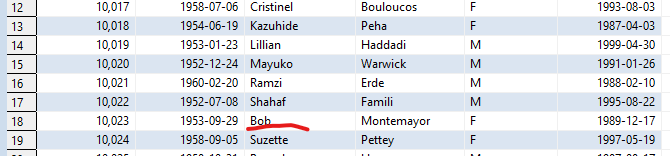 12 10,017 1958-07-06 Cristinel Bouloucos F 1993-08-03
13 10,018 1954-06-19 Kazuhide Peha F 1987-04-03
14 10,019 1953-01-23 Lillian Haddadi M 1999-04-30
15 10,020 1952-12-24 Mayuko Warwick M 1991-01-26
16 10,021 1960-02-20 Ramzi Erde M 1988-02-10
17 10,022 1952-07-08 Shahaf Famili M 1995-08-22
18 10,023 1953-09-29 Bob Montemayor F 1989-12-17
19 10,024 1958-09-05 Suzette Pettey F 1997-05-19